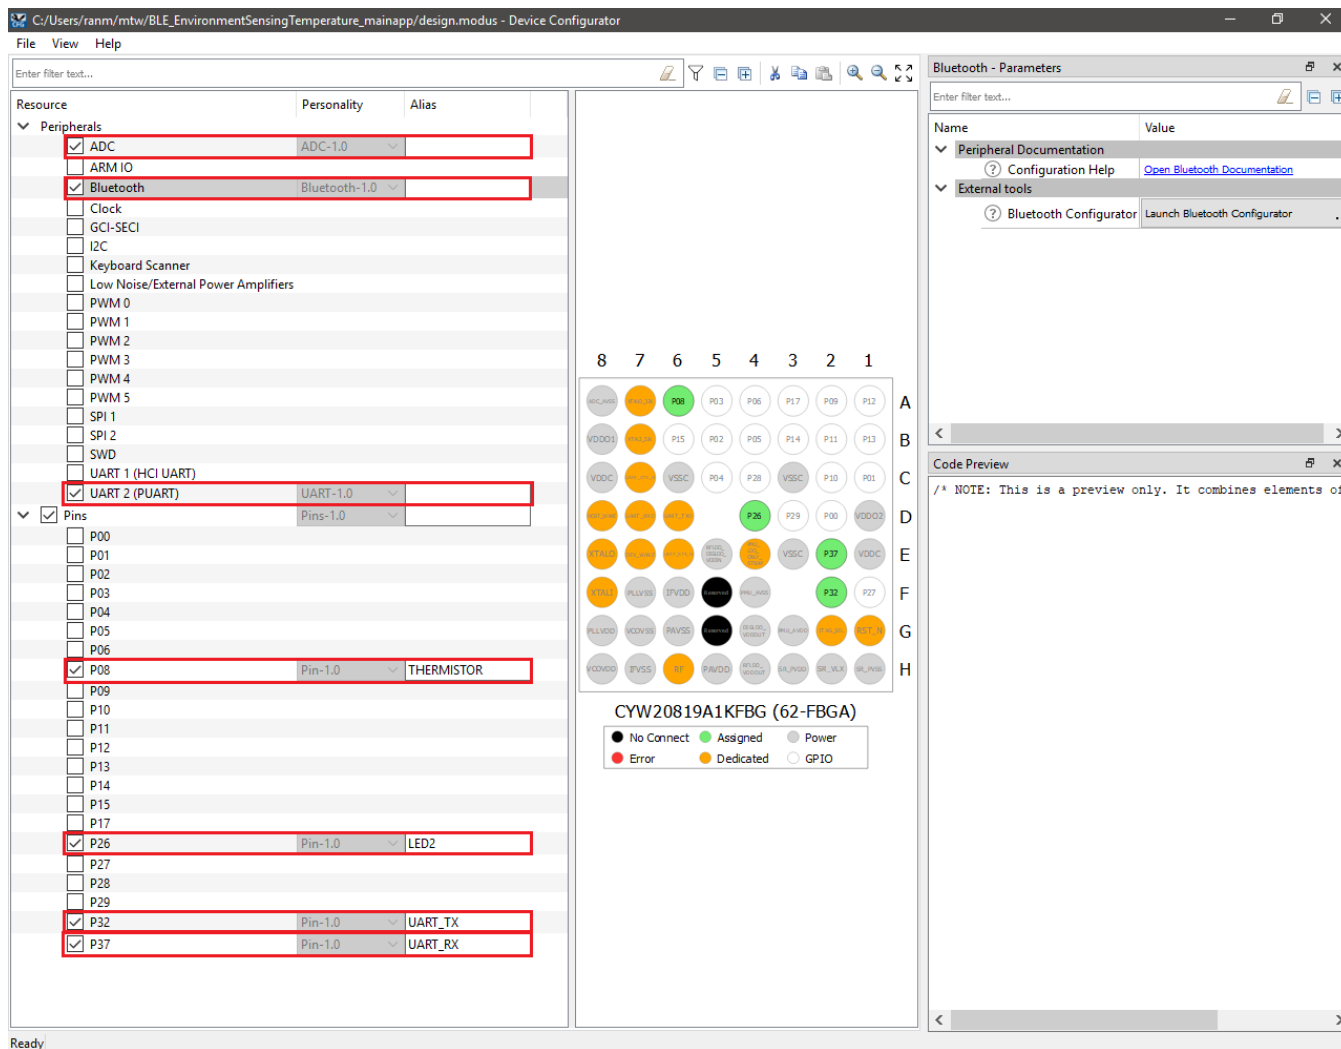 C:/Users/ranm/mtw/BLE_EnvironmentSensingTemperature_mainapp/design.modus - Device Configurator
File View Help
Enter filter text...
Resource Personality Alias
Peripherals
ADC ADC-1.0
ARM IO
Bluetooth Bluetooth-1.0
Clock
GCI-SECI
I2C
Keyboard Scanner
Low Noise/External Power Amplifiers
PWM 0
PWM 1
PWM 2
PWM 3
PWM 4
PWM 5
SPI 1
SPI 2
SWD
UART 1 (HCI UART)
UART 2 (PUART) UART-1.0
Pins Pins-1.0
P00
P01
P02
P03
P04
P05
P06
P08 Pin-1.0 THERMISTOR
P09
P10
P11
P12
P13
P14
P15
P17
P26 Pin-1.0 LED2
P27
P28
P29
P32 Pin-1.0 UART_TX
P37 Pin-1.0 UART_RX
Ready
8 7 6 5 4 3 2 1
ADC_AVSS P08 P03 P06 P17 P09 P12 A
VDDO1 P15 P02 P05 P14 P11 P13 B
VDDC VSSC P04 P28 VSSC P10 P01 C
P26 P29 P00 VDDO2 D
XTALO VSSC P37 VDDC E
XTALI PLLVSS IFVDD Reserved P32 P27 F
PLLVDD VCOVSS PAVSS Reserved RST_N G
VCOVDD IFVSS RF PAVDD SR_PVDD SR_VLX SR_PVSS H
CYW20819A1KFBG (62-FBGA)
No Connect Assigned Power
Error Dedicated GPIO
Bluetooth - Parameters
Enter filter text...
Name Value
Peripheral Documentation
Configuration Help Open Bluetooth Documentation
External tools
Bluetooth Configurator Launch Bluetooth Configurator
Code Preview
/* NOTE: This is a preview only. It combines elements of